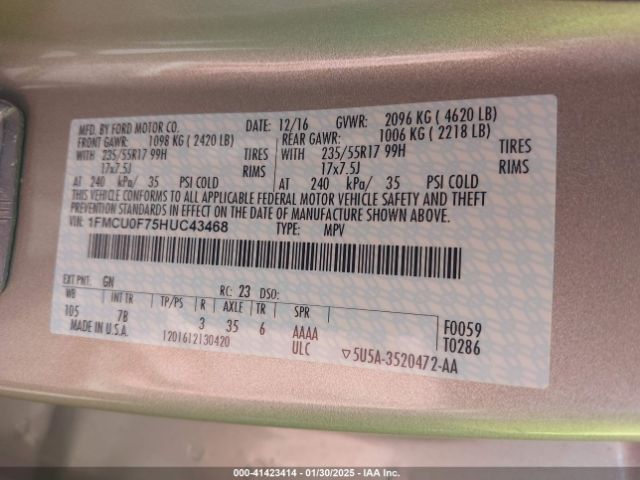 MFD. BY FORD MOTOR CO. DATE: 12/16 GVWR: 2096 KG ( 4620 LB)
FRONT GAWR: 1098 KG ( 2420 LB) REAR GAWR: 1006 KG ( 2218 LB)
WITH 235/55R17 99H TIRES WITH 235/55R17 99H TIRES
17x7.5J RIMS 17x7.5J RIMS
AT 240 kPa/ 35 PSI COLD AT 240 kPa/ 35 PSI COLD
THIS VEHICLE CONFORMS TO ALL APPLICABLE FEDERAL MOTOR VEHICLE SAFETY AND THEFT
PREVENTION STANDARDS IN EFFECT ON THE DATE OF MANUFACTURE SHOWN ABOVE.
VIN: 1FMCU0F75HUC43468 TYPE: MPV
EXT PNT: GN RC: 23 DSO:
WB INT TR TP/PS R AXLE TR SPR
105 7B 3 35 6 AAAA F0059
MADE IN U.S.A. 1201612130420 ULC T0286
▽5U5A-3520472-AA
000-41423414 - 01/30/2025 - IAA Inc.